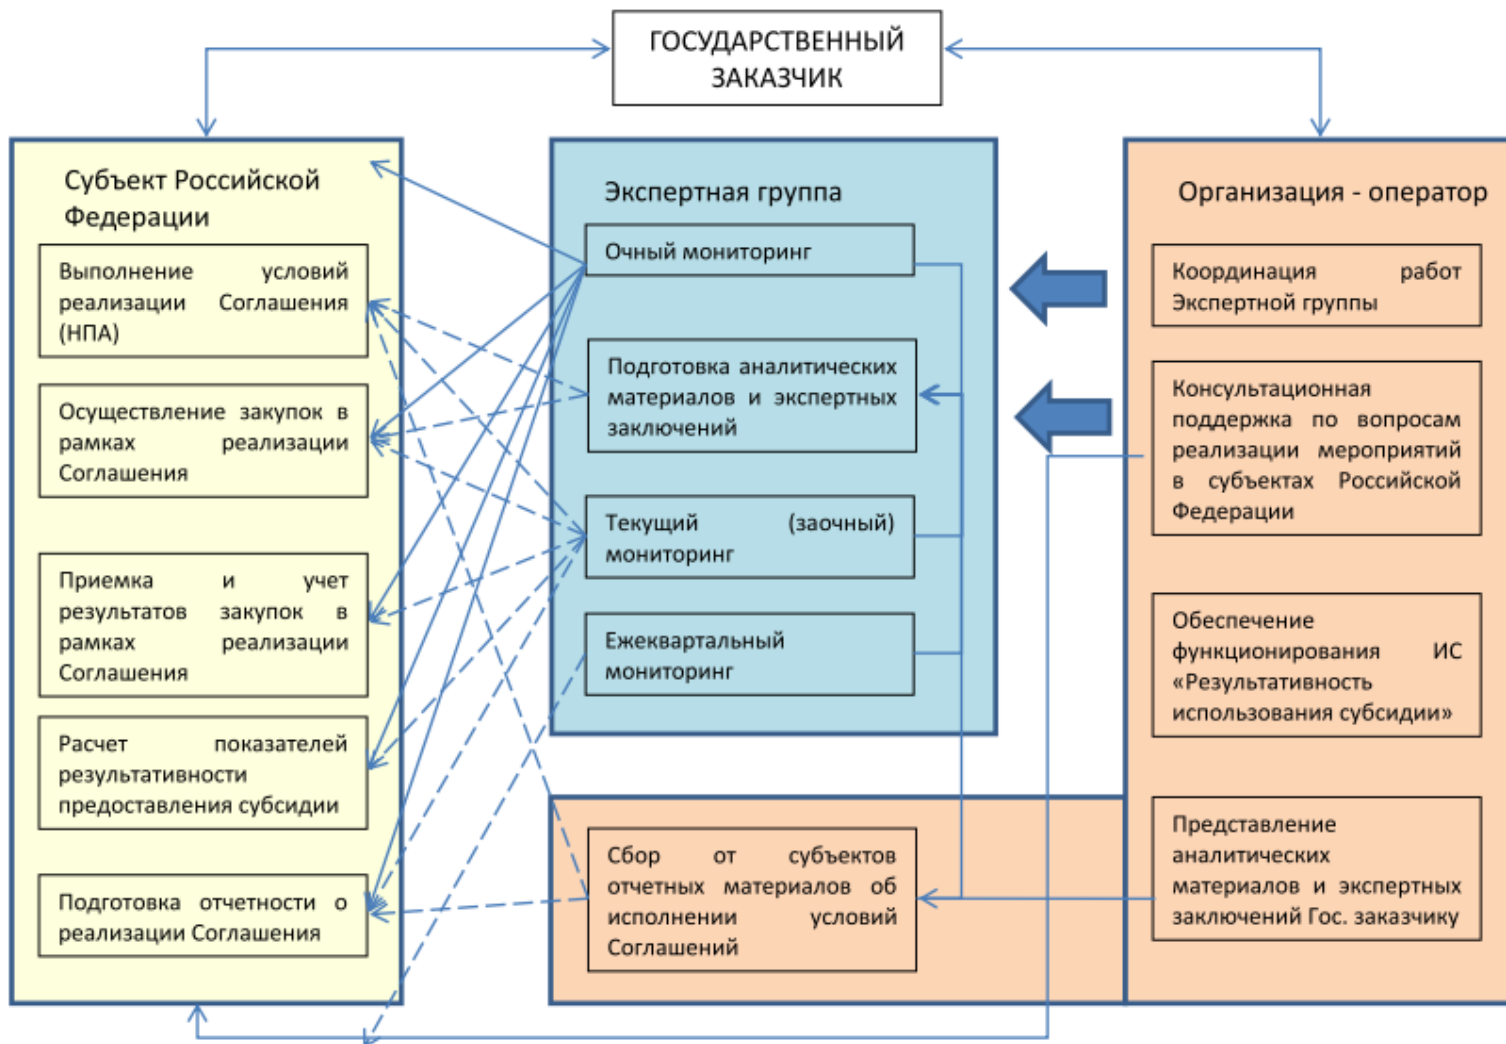 ГОСУДАРСТВЕННЫЙ
ЗАКАЗЧИК
Субъект Российской
Федерации
Выполнение условий
реализации Соглашения
(НПА)
Осуществление закупок в
рамках реализации
Соглашения
Приемка и учет
результатов закупок в
рамках реализации
Соглашения
Расчет показателей
результативности
предоставления субсидии
Подготовка отчетности о
реализации Соглашения
Экспертная группа
Очный мониторинг
Подготовка аналитических
материалов и экспертных
заключений
Текущий (заочный)
мониторинг
Ежеквартальный
мониторинг
Сбор от субъектов
отчетных материалов об
исполнении условий
Соглашений
Организация - оператор
Координация работ
Экспертной группы
Консультационная
поддержка по вопросам
реализации мероприятий
в субъектах Российской
Федерации
Обеспечение
функционирования ИС
«Результативность
использования субсидии»
Представление
аналитических
материалов и экспертных
заключений Гос. заказчику